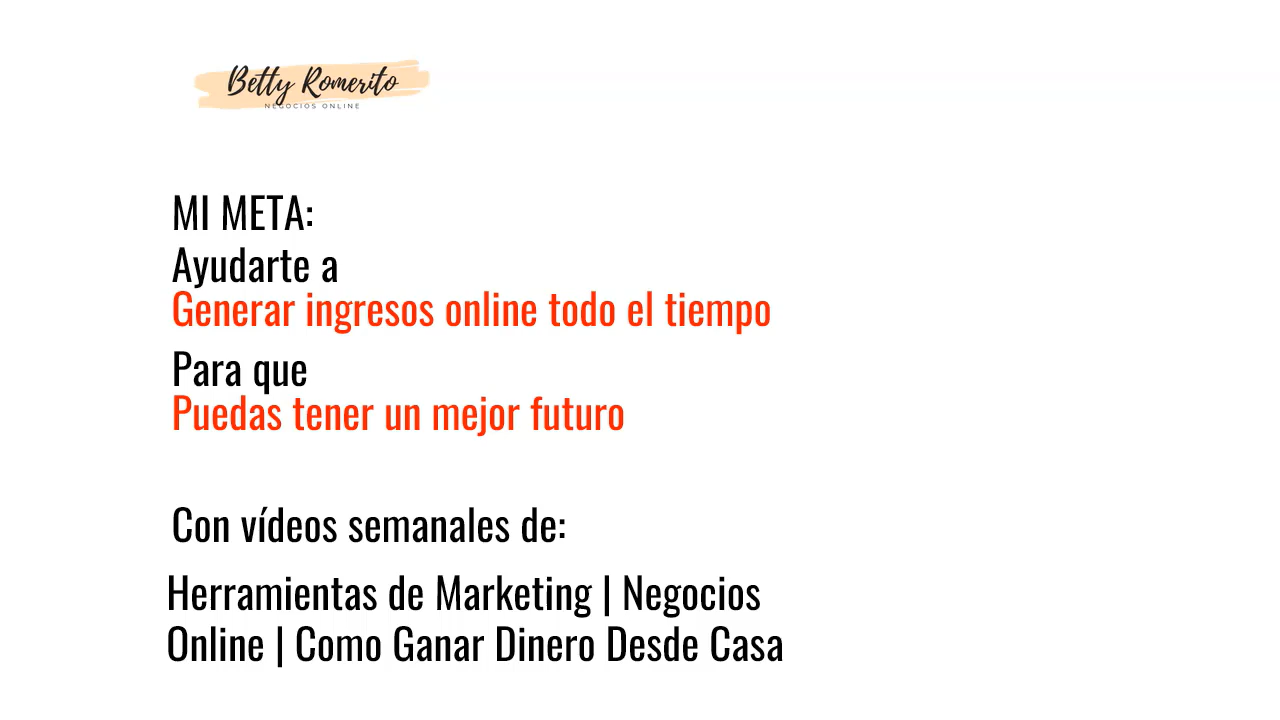 Betty Romerito
NEGOCIOS ONLINE
MI META:
Ayudarte a
Generar ingresos online todo el tiempo
Para que
Puedas tener un mejor futuro
Con vídeos semanales de:
Herramientas de Marketing | Negocios
Online | Como Ganar Dinero Desde Casa